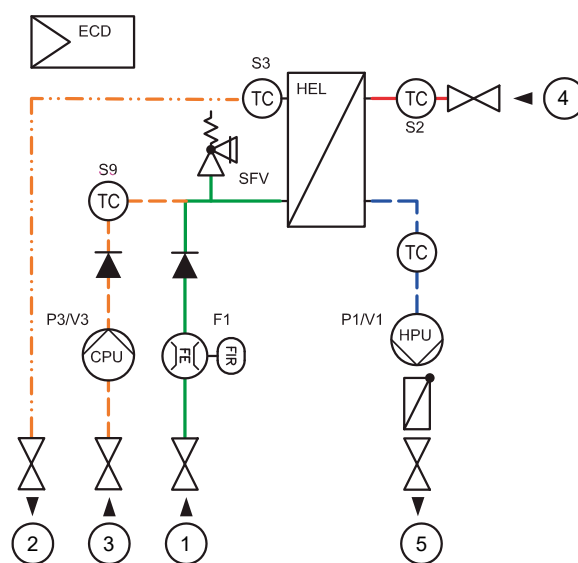 ECD
S3
TC
HEL
TC
S2
4
SFV
S9
TC
TC
P3/V3
CPU
F1
FE
FIR
P1/V1
HPU
2
3
1
5